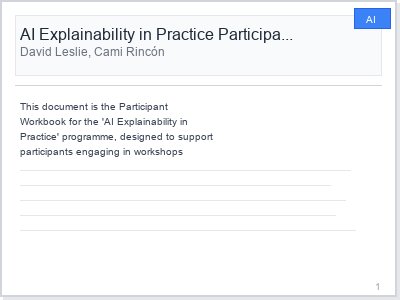 AI
AI Explainability in Practice Participa...
David Leslie, Cami Rincón
This document is the Participant
Workbook for the 'AI Explainability in
Practice' programme, designed to support
participants engaging in workshops
1